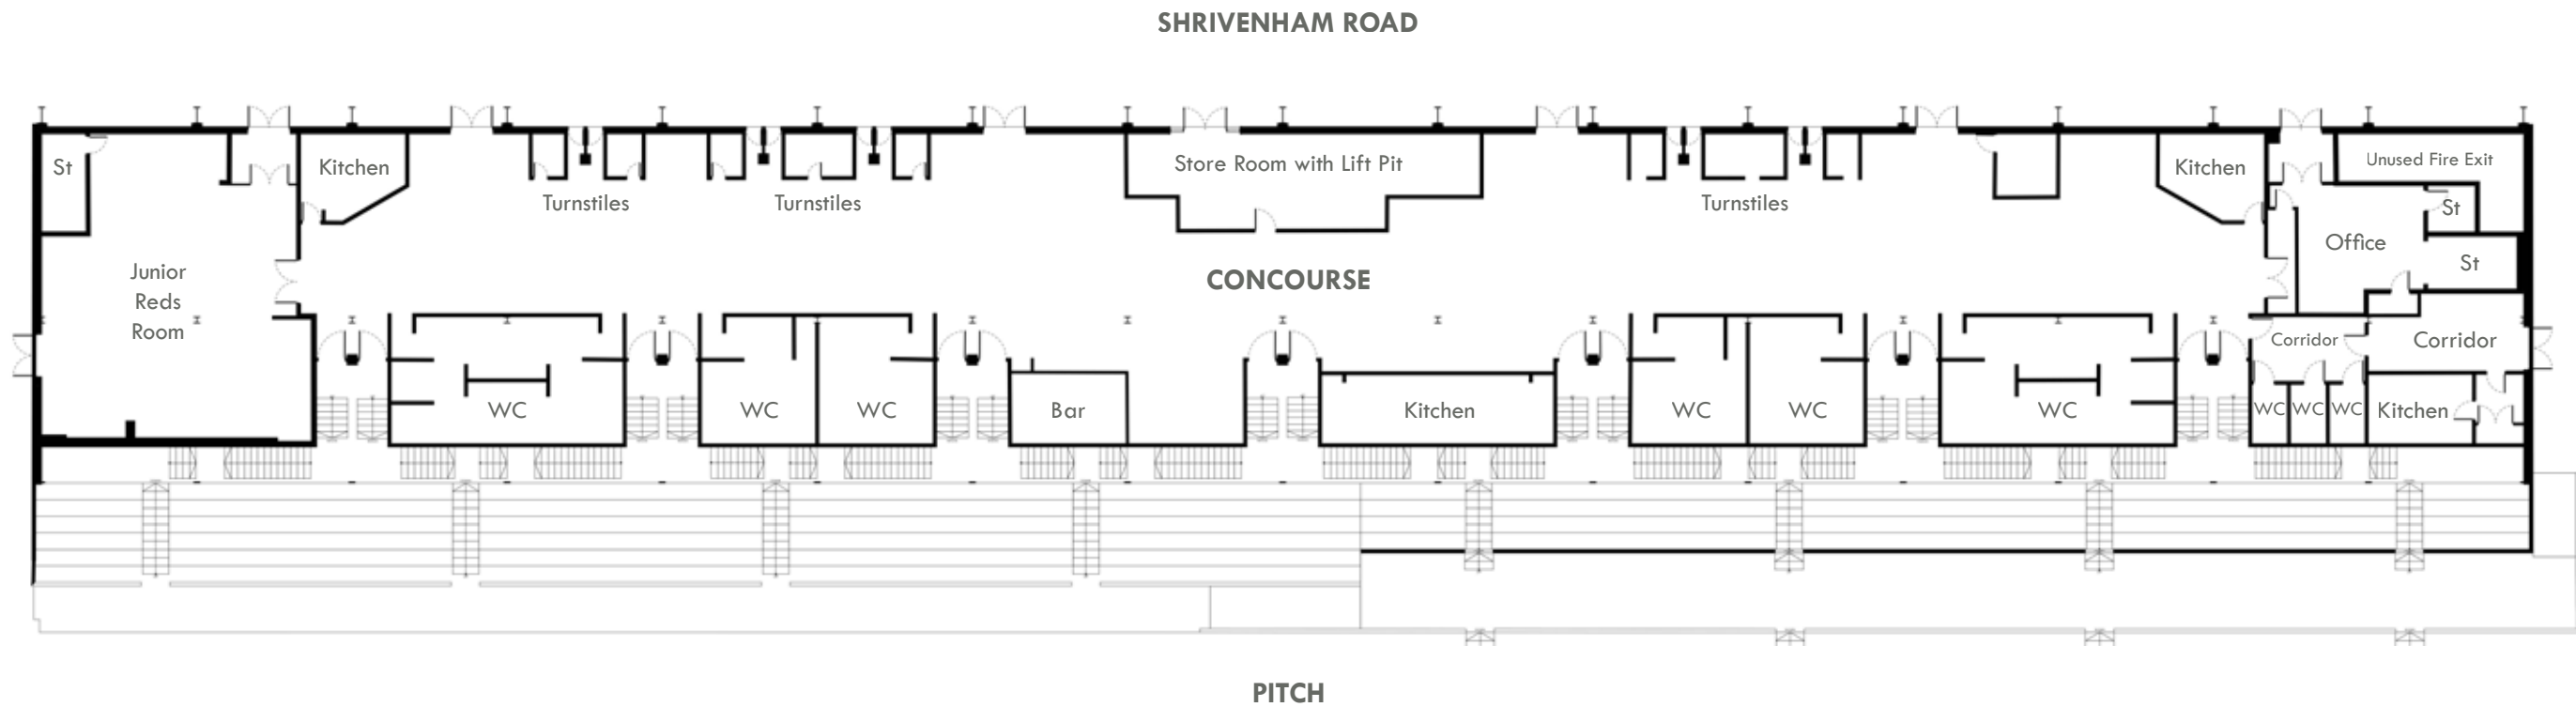 SHRIVENHAM ROAD
St
Kitchen
Store Room with Lift Pit
Kitchen
Unused Fire Exit
Turnstiles
Turnstiles
Turnstiles
St
Office
St
Junior
Reds
Room
CONCOURSE
Corridor
Corridor
WC
WC
WC
Bar
Kitchen
WC
WC
WC
WC
WC
WC
Kitchen
PITCH